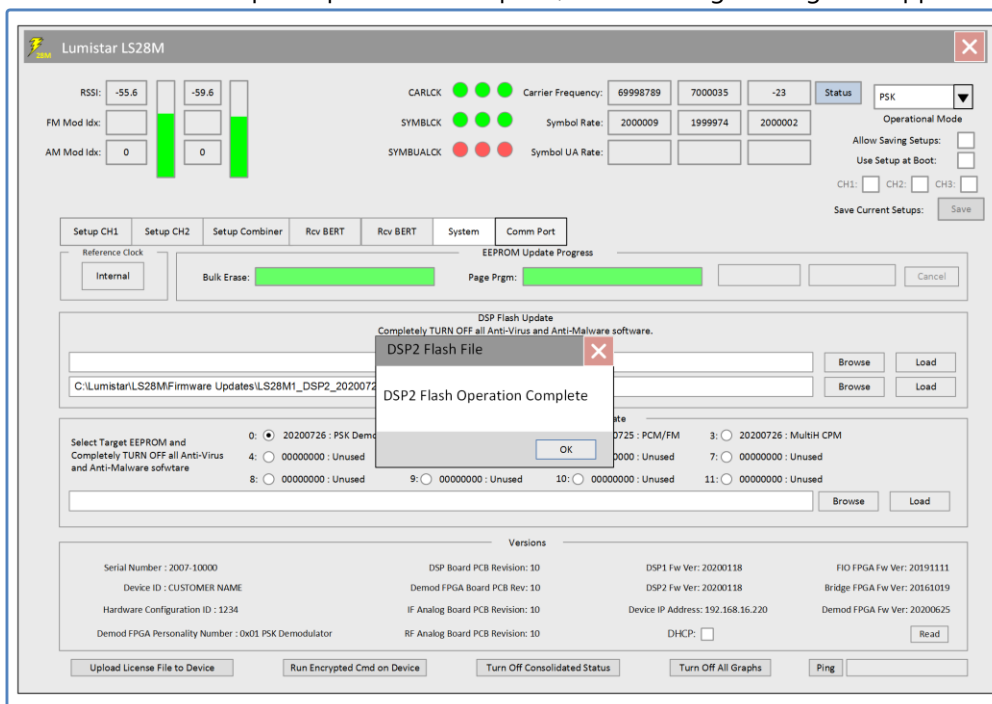 Lumistar LS28M
28M
RSSI: -55.6 -59.6 CARLCK Carrier Frequency: 69998789 7000035 -23 Status PSK
FM Mod Idx: SYMBLCK Symbol Rate: 2000009 1999974 2000002 Operational Mode
AM Mod Idx: 0 0 SYMBUALCK Symbol UA Rate: Allow Saving Setups:
Use Setup at Boot:
CH1: CH2: CH3:
Save Current Setups: Save
Setup CH1 Setup CH2 Setup Combiner Rcv BERT Rcv BERT System Comm Port
Reference Clock EEPROM Update Progress
Internal Bulk Erase: Page Prgm: Cancel
DSP Flash Update
Completely TURN OFF all Anti-Virus and Anti-Malware software.
Browse Load
C:\Lumistar\LS28M\Firmware Updates\LS28M1_DSP2_202007 Browse Load
DSP2 Flash File
DSP2 Flash Operation Complete
OK
Select Target EEPROM and
Completely TURN OFF all Anti-Virus
and Anti-Malware sofwtare
0: 20200726 : PSK 0725 : PCM/FM 3: 20200726 : MultiH CPM
4: 00000000 : Unused 0000 : Unused 7: 00000000 : Unused
8: 00000000 : Unused 9: 00000000 : Unused 10: 00000000 : Unused 11: 00000000 : Unused
Browse Load
Versions
Serial Number : 2007-10000 DSP Board PCB Revision: 10 DSP1 Fw Ver: 20200118 FIO FPGA Fw Ver: 20191111
Device ID : CUSTOMER NAME Demod FPGA Board PCB Rev: 10 DSP2 Fw Ver: 20200118 Bridge FPGA Fw Ver: 20161019
Hardware Configuration ID : 1234 IF Analog Board PCB Revision: 10 Device IP Address: 192.168.16.220 Demod FPGA Fw Ver: 20200625
Demod FPGA Personality Number : 0x01 PSK Demodulator RF Analog Board PCB Revision: 10 DHCP: Read
Upload License File to Device Run Encrypted Cmd on Device Turn Off Consolidated Status Turn Off All Graphs Ping